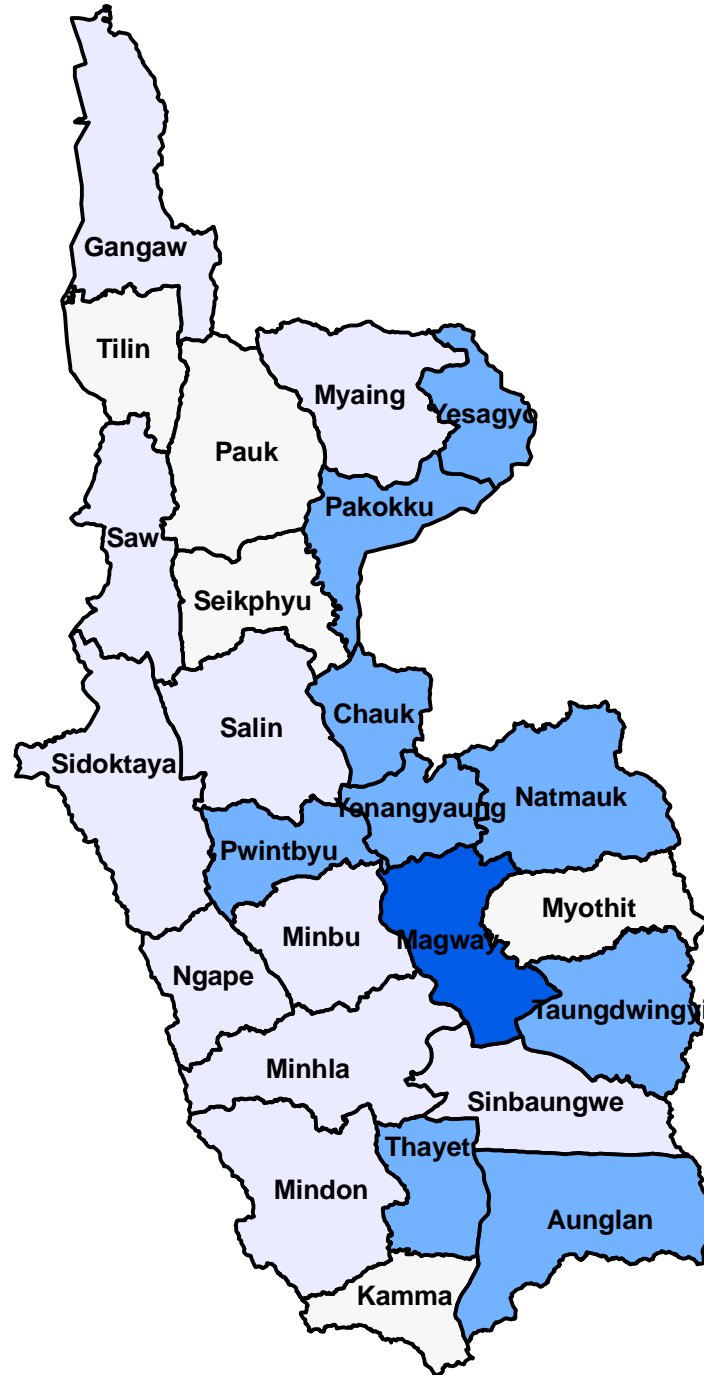 Gangaw
Tilin
Myaing
Yesagyo
Pauk
Pakokku
Saw
Seikphyu
Chauk
Salin
Sidoktaya
Natmauk
Yenangyaung
Pwintbyu
Myothit
Minbu
Magway
Ngape
Taungdwingyi
Minhla
Sinbaungwe
Thayet
Mindon
Aunglan
Kamma